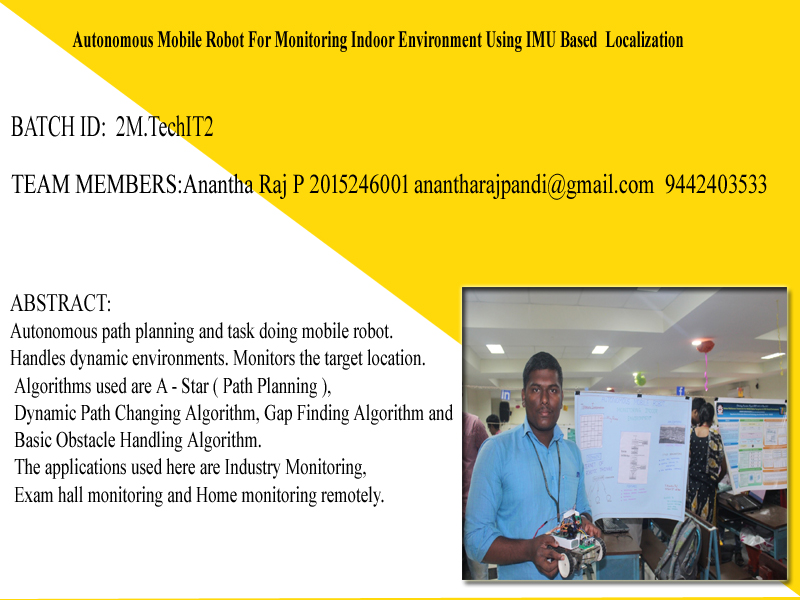 Autonomous Mobile Robot For Monitoring Indoor Environment Using IMU Based Localization
BATCH ID: 2M.TechIT2
TEAM MEMBERS:Anantha Raj P 2015246001 anantharajpandi@gmail.com 9442403533
ABSTRACT:
Autonomous path planning and task doing mobile robot.
Handles dynamic environments. Monitors the target location.
Algorithms used are A - Star ( Path Planning ),
Dynamic Path Changing Algorithm, Gap Finding Algorithm and
Basic Obstacle Handling Algorithm.
The applications used here are Industry Monitoring,
Exam hall monitoring and Home monitoring remotely.